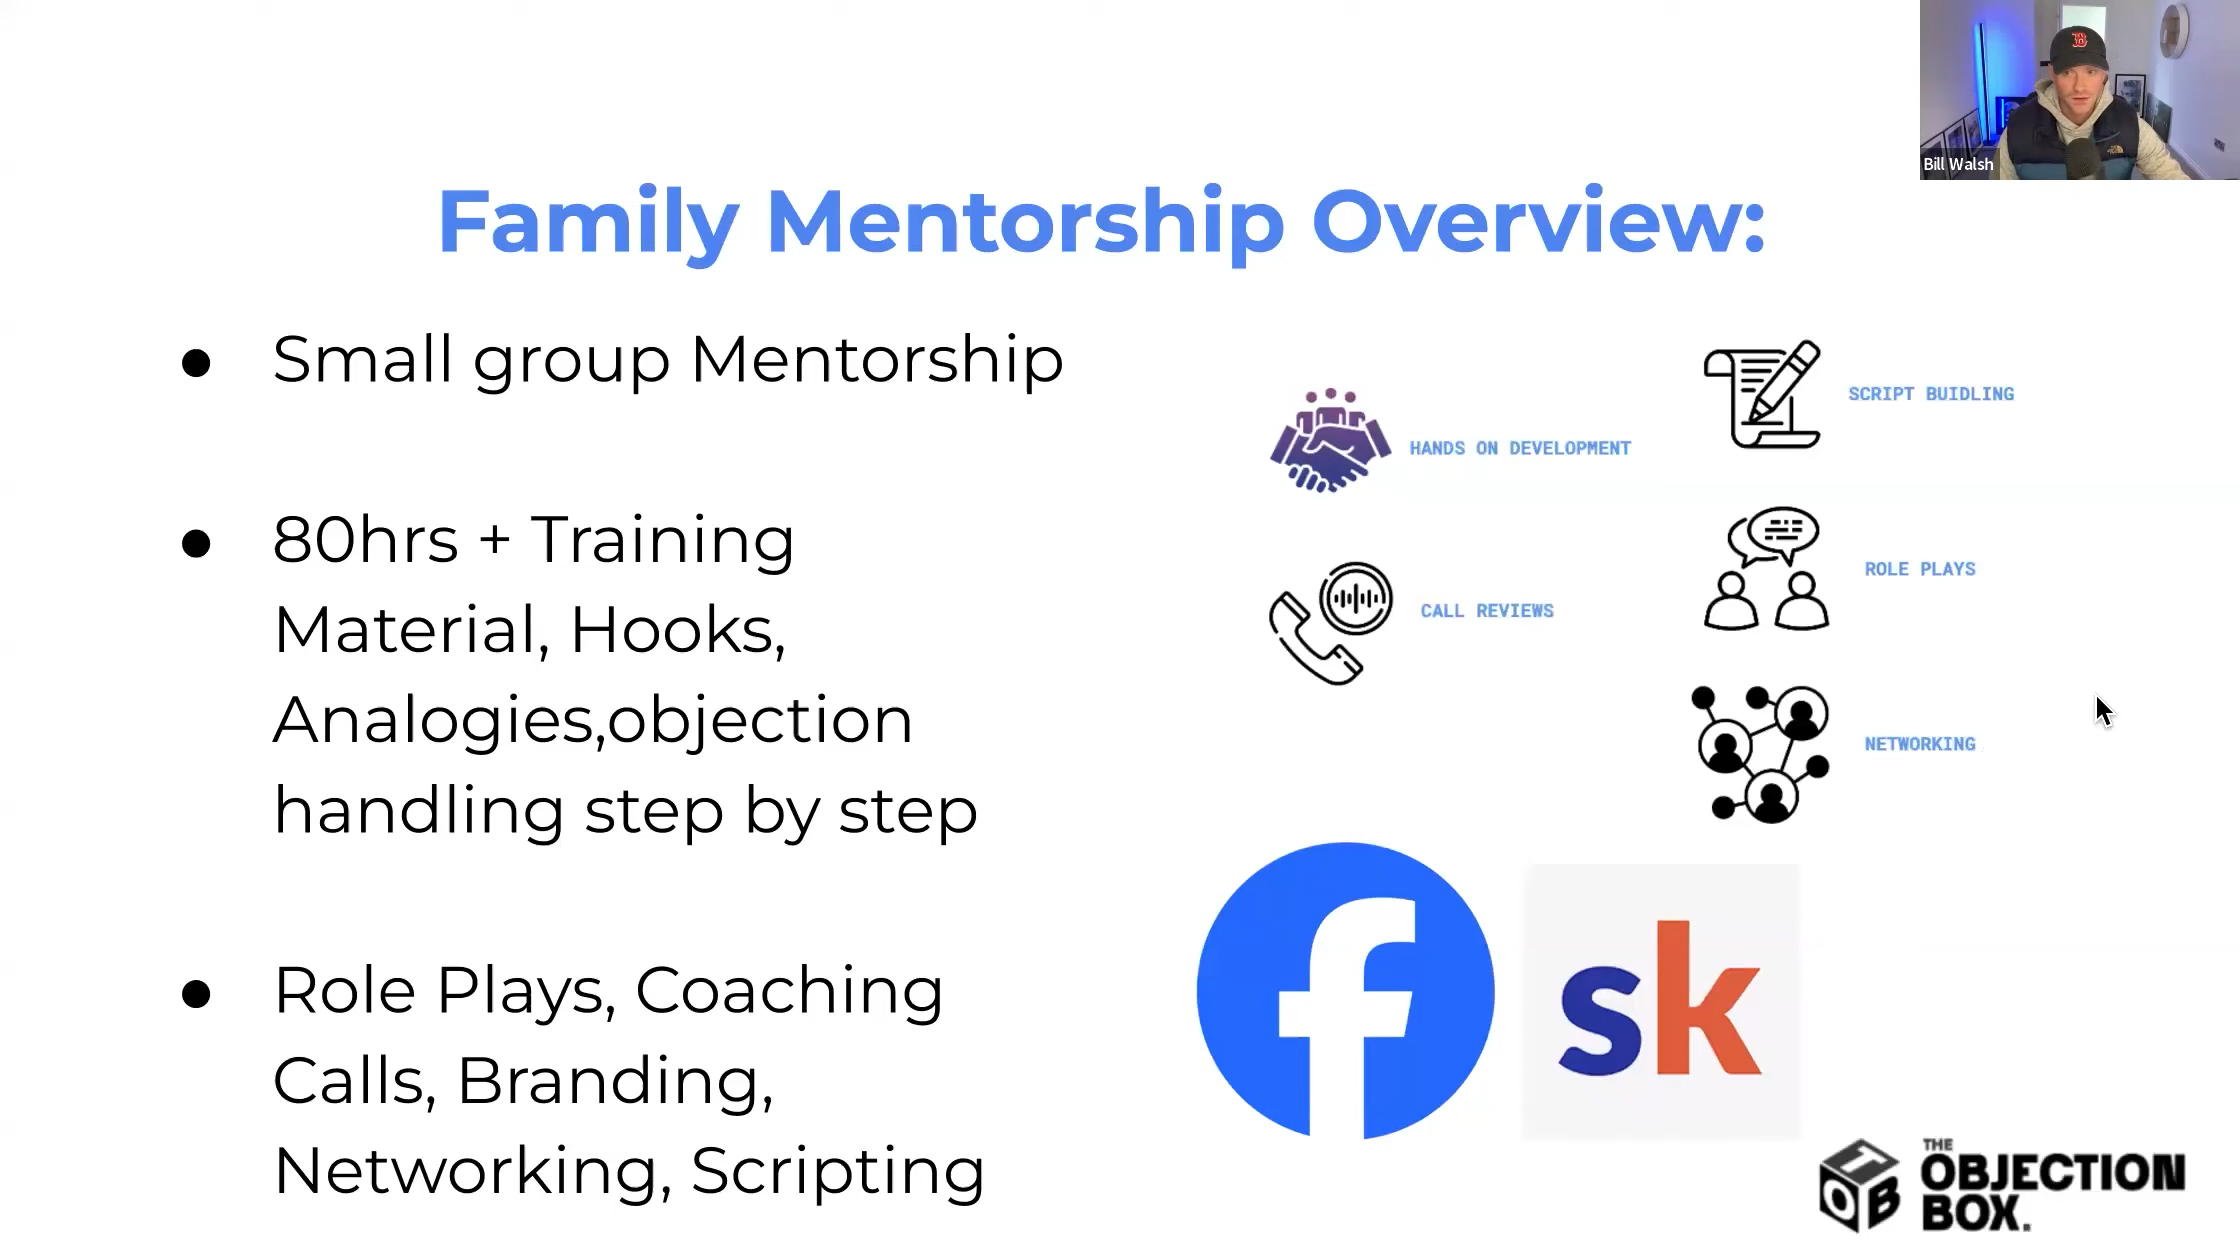 Bill Walsh
Family Mentorship Overview:
● Small group Mentorship
● 80hrs + Training
Material, Hooks,
Analogies,objection
handling step by step
● Role Plays, Coaching
Calls, Branding,
Networking, Scripting
HANDS ON DEVELOPMENT
CALL REVIEWS
SCRIPT BUIDLING
ROLE PLAYS
NETWORKING
f
sk
TOB
THE
OBJECTION
BOX.
B